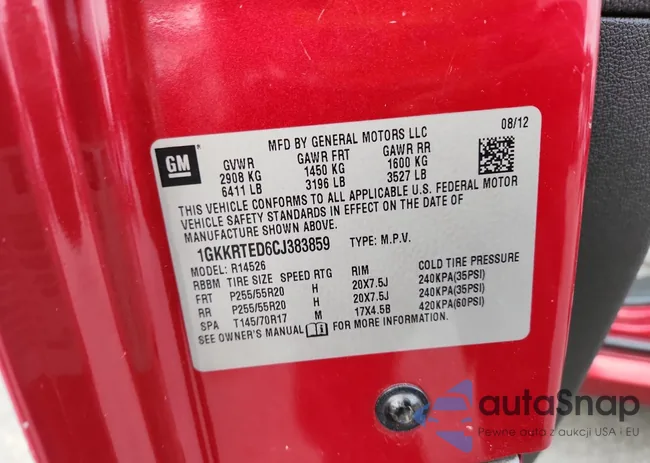 MFD BY GENERAL MOTORS LLC 08/12
GM
GVWR GAWR FRT GAWR RR
2908 KG 1450 KG 1600 KG
6411 LB 3196 LB 3527 LB
THIS VEHICLE CONFORMS TO ALL APPLICABLE U.S. FEDERAL MOTOR
VEHICLE SAFETY STANDARDS IN EFFECT ON THE DATE OF
MANUFACTURE SHOWN ABOVE.
1GKKRTED6CJ383859 TYPE: M.P.V.
MODEL: R14526
RBBM TIRE SIZE SPEED RTG RIM COLD TIRE PRESSURE
FRT P255/55R20 H 20X7.5J 240KPA(35PSI)
RR P255/55R20 H 20X7.5J 240KPA(35PSI)
SPA T145/70R17 M 17X4.5B 420KPA(60PSI)
SEE OWNER'S MANUAL FOR MORE INFORMATION.
autoSnap
Pewne auta z aukcji USA i EU